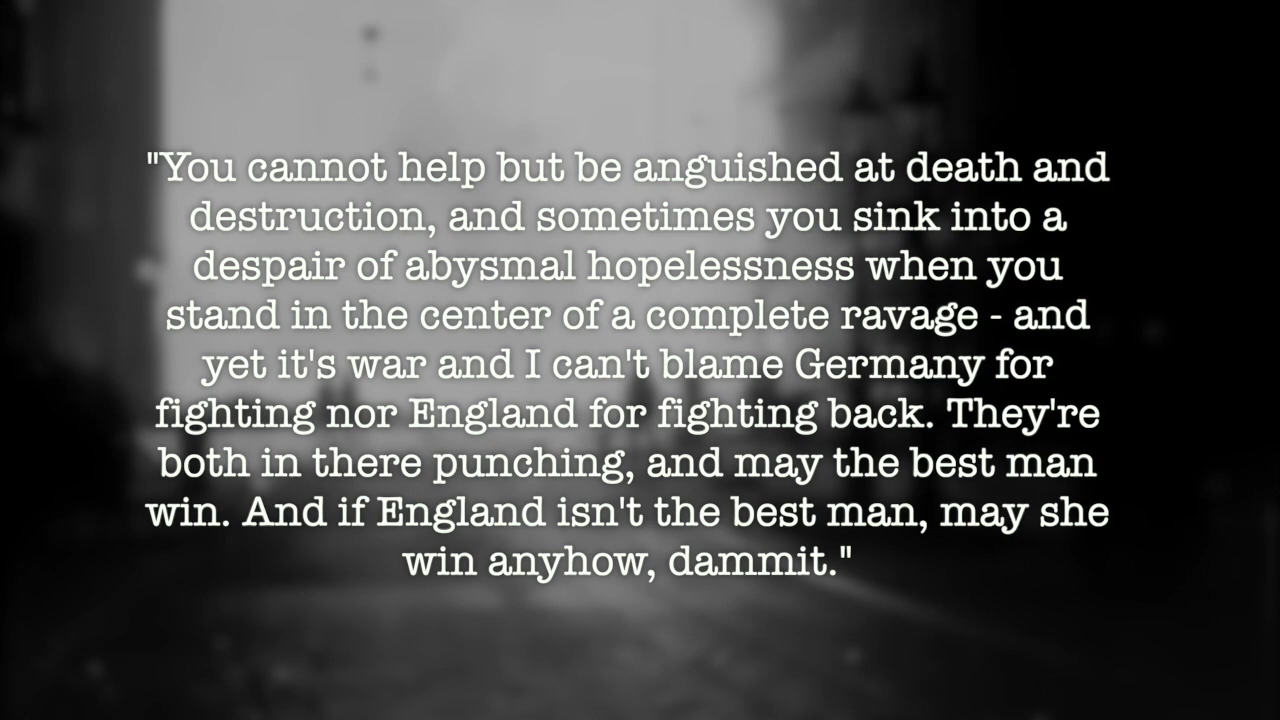 "You cannot help but be anguished at death and
destruction, and sometimes you sink into a
despair of abysmal hopelessness when you
stand in the center of a complete ravage - and
yet it's war and I can't blame Germany for
fighting nor England for fighting back. They're
both in there punching, and may the best man
win. And if England isn't the best man, may she
win anyhow, dammit."